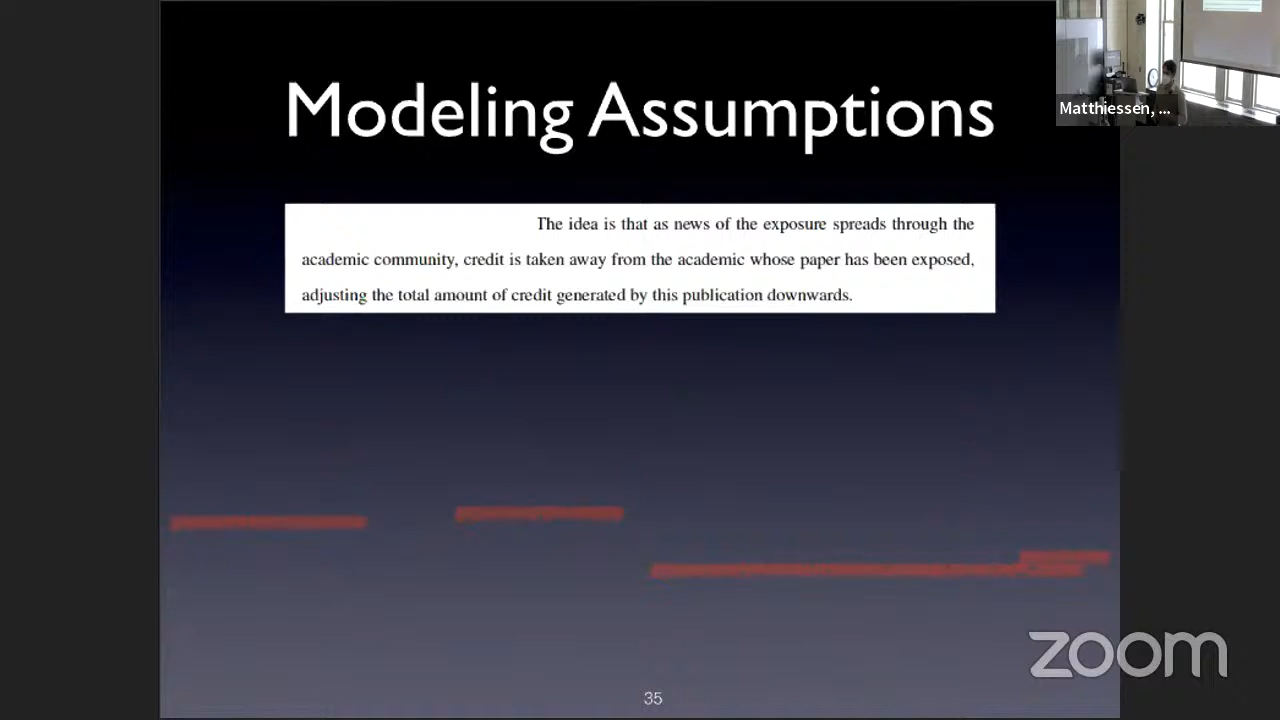 Modeling Assumptions
Matthiessen, ...
The idea is that as news of the exposure spreads through the
academic community, credit is taken away from the academic whose paper has been exposed,
adjusting the total amount of credit generated by this publication downwards.
zoom
35